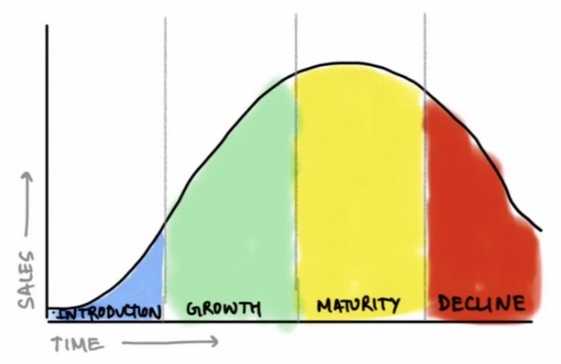 SALES
INTRODUCTION
GROWTH
MATURITY
DECLINE
TIME